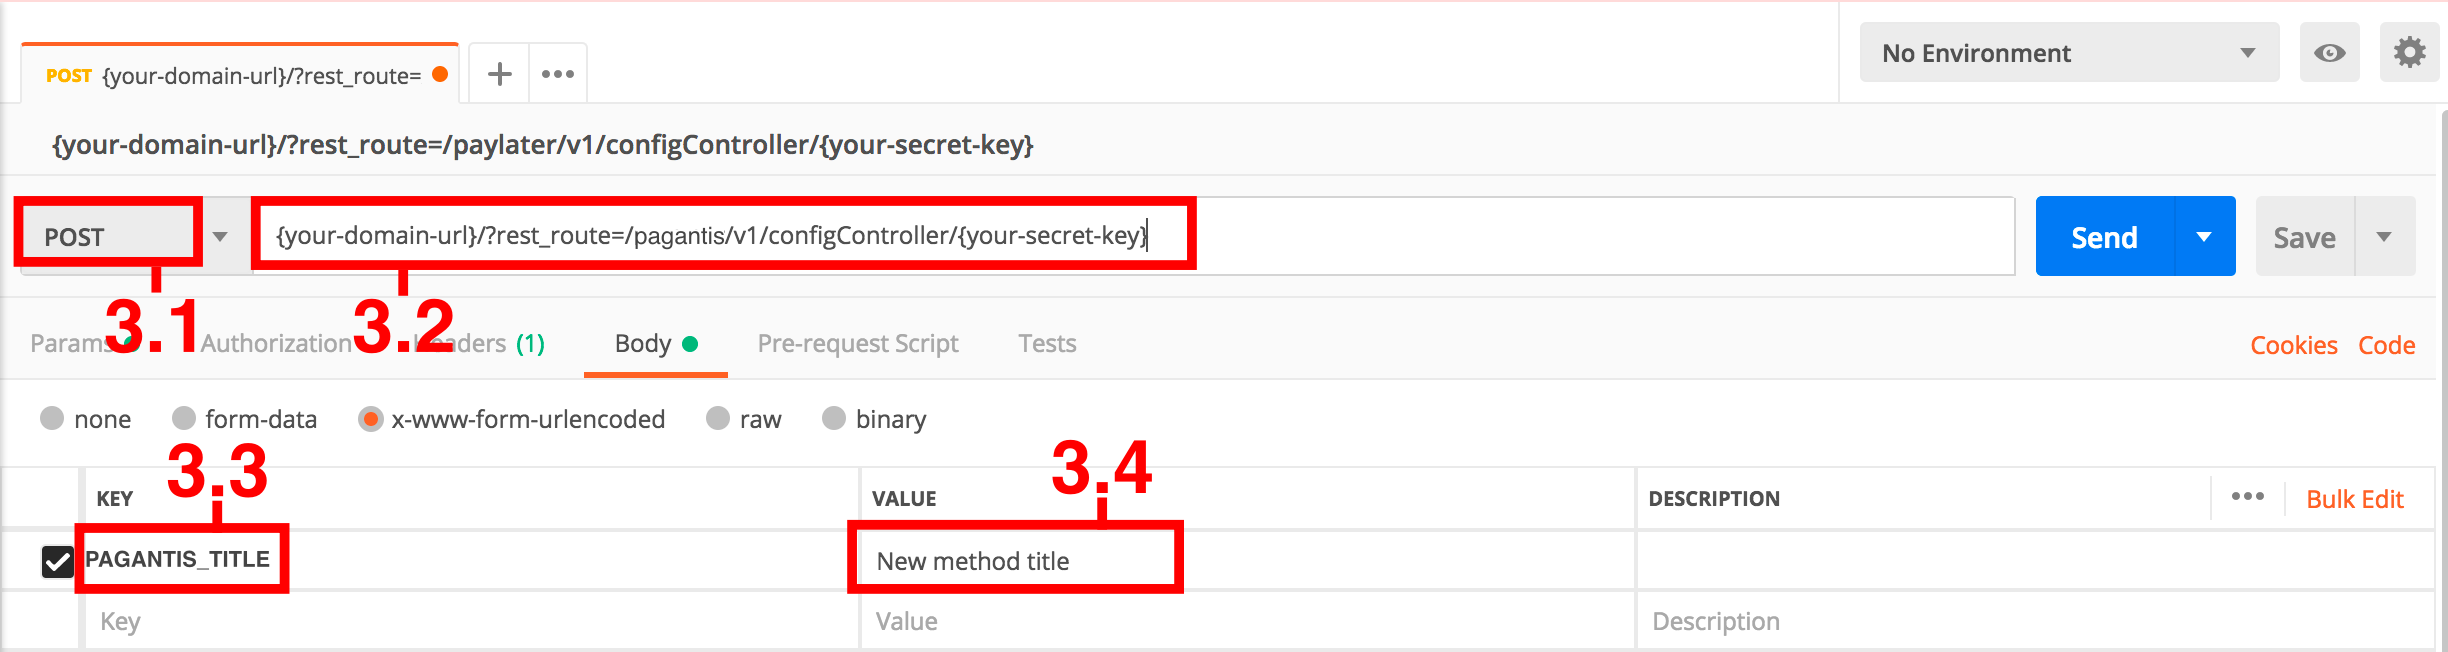 POST {your-domain-url}/?rest_route=
No Environment
{your-domain-url}/?rest_route=/paylater/v1/configController/{your-secret-key}
POST
{your-domain-url}/?rest_route=/pagantis/v1/configController/{your-secret-key}
Send
Save
3.1
3.2
Params Authorization Headers (1) Body Pre-request Script Tests
Cookies Code
none form-data x-www-form-urlencoded raw binary
3.3
3.4
KEY VALUE DESCRIPTION Bulk Edit
PAGANTIS_TITLE New method title
Key Value Description